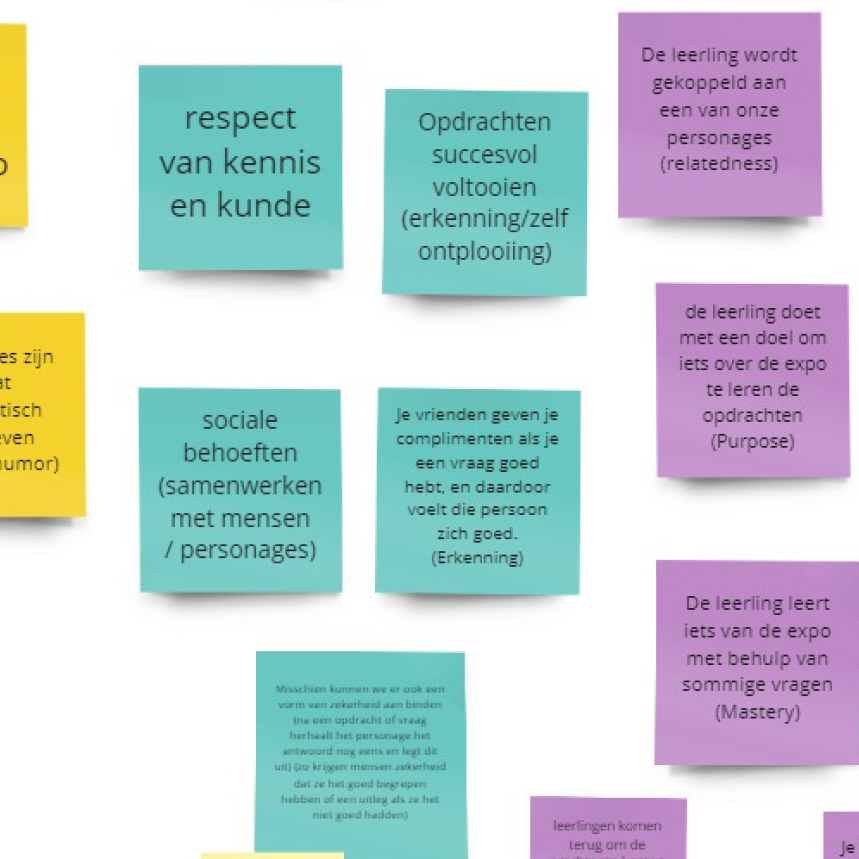 respect
van kennis
en kunde
Opdrachten
succesvol
voltooien
(erkenning/zelf
ontplooiing)
De leerling wordt
gekoppeld aan
een van onze
personages
(relatedness)
de leerling doet
met een doel om
iets over de expo
te leren de
opdrachten
(Purpose)
es zijn
at
tisch
even
humor)
sociale
behoeften
(samenwerken
met mensen
/ personages)
Je vrienden geven je
complimenten als je
een vraag goed
hebt, en daardoor
voelt die persoon
zich goed.
(Erkenning)
De leerling leert
iets van de expo
met behulp van
sommige vragen
(Mastery)
Misschien kunnen we er ook een
vorm van zekerheid aan binden
(na een opdracht of vraag
herhaalt het personage het
antwoord nog eens en legt dit
uit) (zo krijgen mensen zekerheid
dat ze het goed begrepen
hebben of een uitleg als ze het
niet goed hadden)
leerlingen komen
terug om de
Je